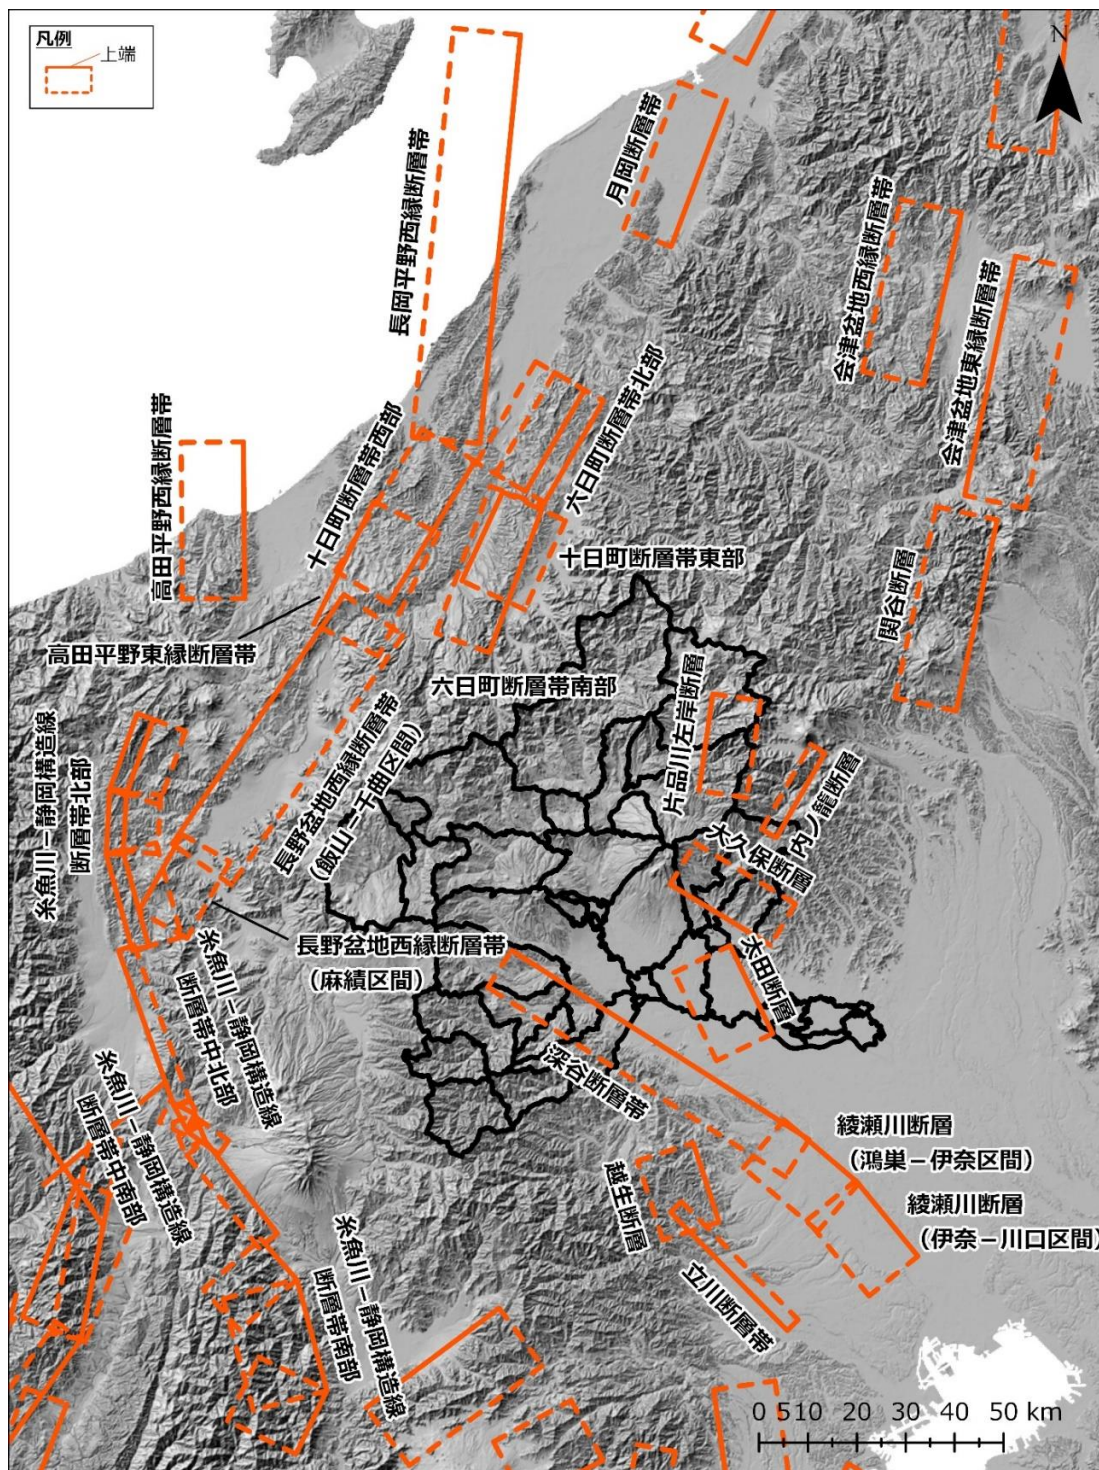 凡例
上端
N
長岡平野西縁断層帯
月岡断層帯
会津盆地西縁断層帯
会津盆地東縁断層帯
高田平野西縁断層帯
十日町断層帯西部
六日町断層帯北部
十日町断層帯東部
関谷断層
高田平野東縁断層帯
六日町断層帯南部
片品川左岸断層
内ノ籠断層
大久保断層
太田断層
長野盆地西縁断層帯
(飯山－千曲区間)
糸魚川－静岡構造線
断層帯北部
長野盆地西縁断層帯
(麻績区間)
糸魚川－静岡構造線
断層帯中北部
深谷断層帯
糸魚川－静岡構造線
断層帯中南部
綾瀬川断層
(鴻巣－伊奈区間)
越生断層
綾瀬川断層
(伊奈－川口区間)
立川断層帯
糸魚川－静岡構造線
断層帯南部
0 5 10 20 30 40 50 km